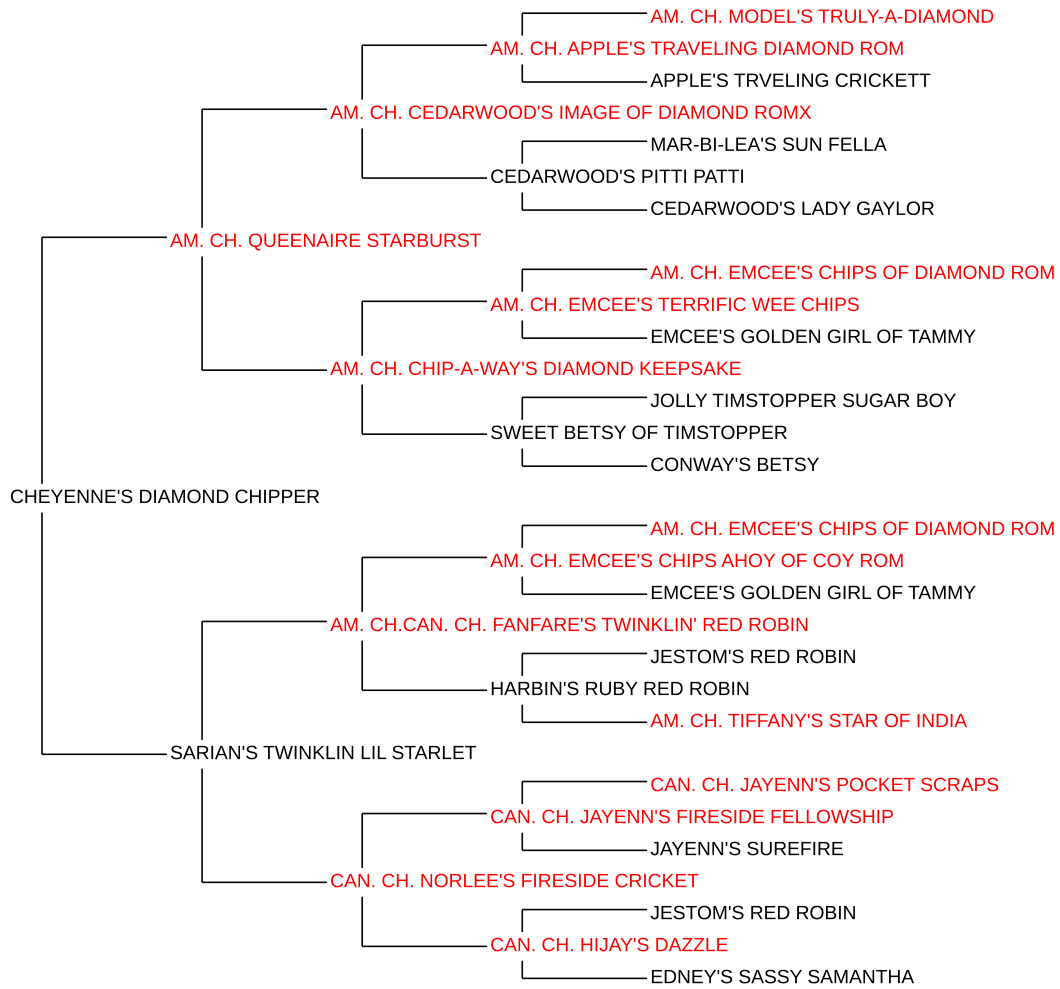 AM. CH. MODEL'S TRULY-A-DIAMOND
AM. CH. APPLE'S TRAVELING DIAMOND ROM
APPLE'S TRVELING CRICKETT
AM. CH. CEDARWOOD'S IMAGE OF DIAMOND ROMX
MAR-BI-LEA'S SUN FELLA
CEDARWOOD'S PITTI PATTI
CEDARWOOD'S LADY GAYLOR
AM. CH. QUEENAIRE STARBURST
AM. CH. EMCEE'S CHIPS OF DIAMOND ROM
AM. CH. EMCEE'S TERRIFIC WEE CHIPS
EMCEE'S GOLDEN GIRL OF TAMMY
AM. CH. CHIP-A-WAY'S DIAMOND KEEPSAKE
JOLLY TIMSTOPPER SUGAR BOY
SWEET BETSY OF TIMSTOPPER
CONWAY'S BETSY
CHEYENNE'S DIAMOND CHIPPER
AM. CH. EMCEE'S CHIPS OF DIAMOND ROM
AM. CH. EMCEE'S CHIPS AHOY OF COY ROM
EMCEE'S GOLDEN GIRL OF TAMMY
AM. CH.CAN. CH. FANFARE'S TWINKLIN' RED ROBIN
JESTOM'S RED ROBIN
HARBIN'S RUBY RED ROBIN
AM. CH. TIFFANY'S STAR OF INDIA
SARIAN'S TWINKLIN LIL STARLET
CAN. CH. JAYENN'S POCKET SCRAPS
CAN. CH. JAYENN'S FIRESIDE FELLOWSHIP
JAYENN'S SUREFIRE
CAN. CH. NORLEE'S FIRESIDE CRICKET
JESTOM'S RED ROBIN
CAN. CH. HIJAY'S DAZZLE
EDNEY'S SASSY SAMANTHA